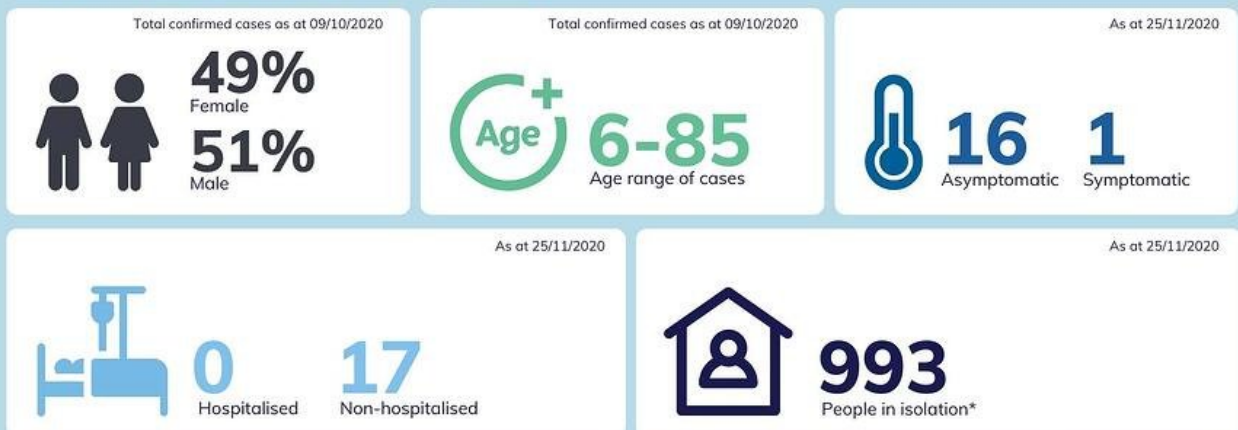 Total confirmed cases as at 09/10/2020
49%
Female
51%
Male
Total confirmed cases as at 09/10/2020
Age
6-85
Age range of cases
As at 25/11/2020
16 1
Asymptomatic Symptomatic
As at 25/11/2020
0 17
Hospitalised Non-hospitalised
As at 25/11/2020
993
People in isolation*